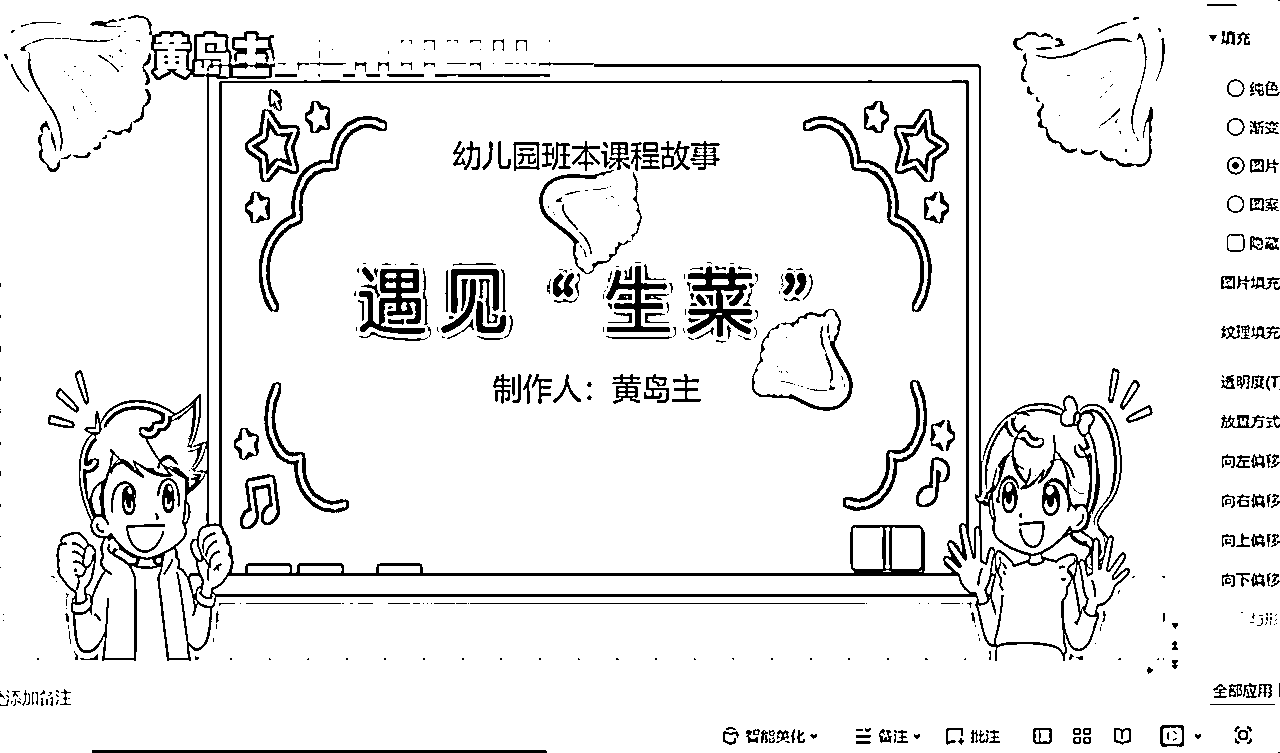 黄岛主
幼儿园班本课程故事
遇见“生菜”
制作人：黄岛主
填充
纯色
渐变
图片
图案
隐藏
图片填充
纹理填充
透明度(T
放置方式
向左偏移
向右偏移
向上偏移
向下偏移
添加备注
全部应用
智能美化
备注
批注